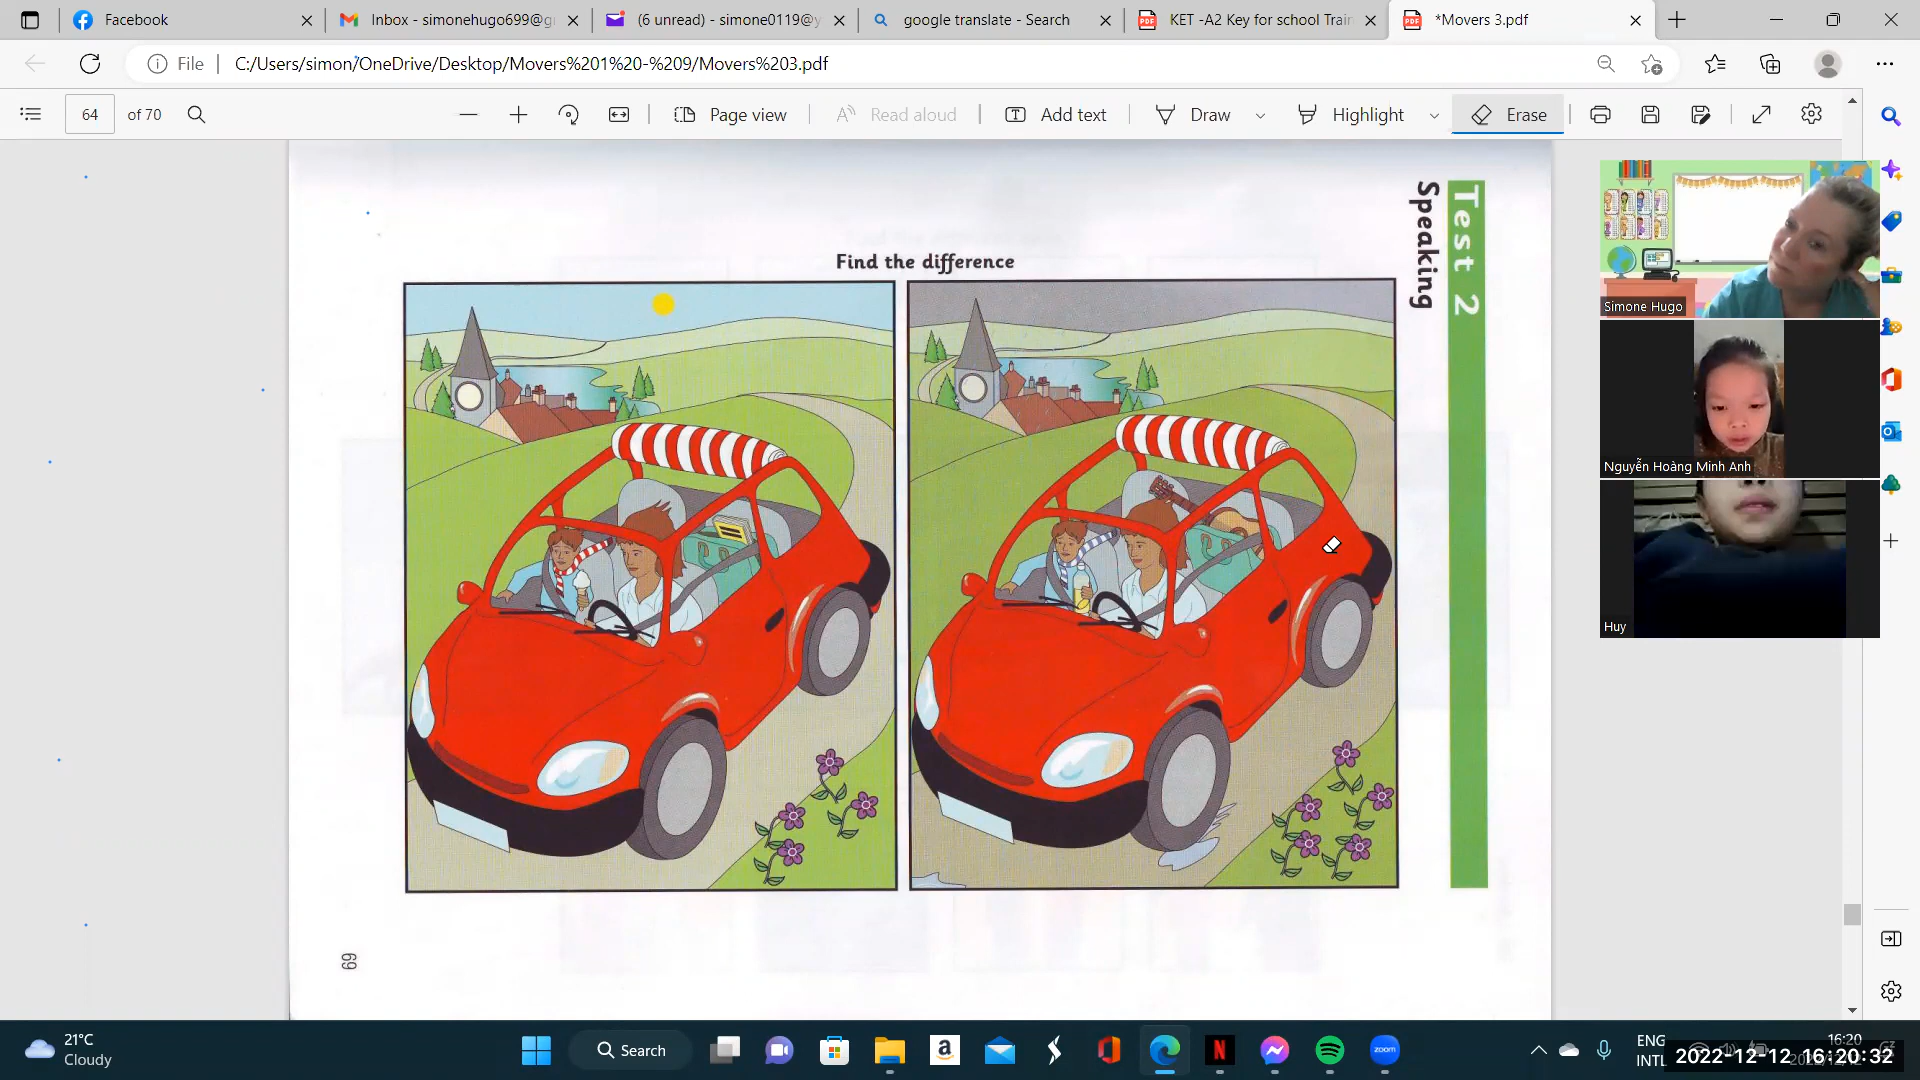 Facebook
Inbox - simonehugo699@g
(6 unread) - simone0119@y
google translate - Search
KET -A2 Key for school Train
*Movers 3.pdf
File
C:/Users/simon/OneDrive/Desktop/Movers%201%20-%209/Movers%203.pdf
64
of 70
Page view
Read aloud
Add text
Draw
Highlight
Erase
Test 2
Speaking
Find the difference
69
Simone Hugo
Nguyễn Hoàng Minh Anh
Huy
21°C
Cloudy
Search
zoom
ENG
INTL
16:20
2022-12-12 16:20:32